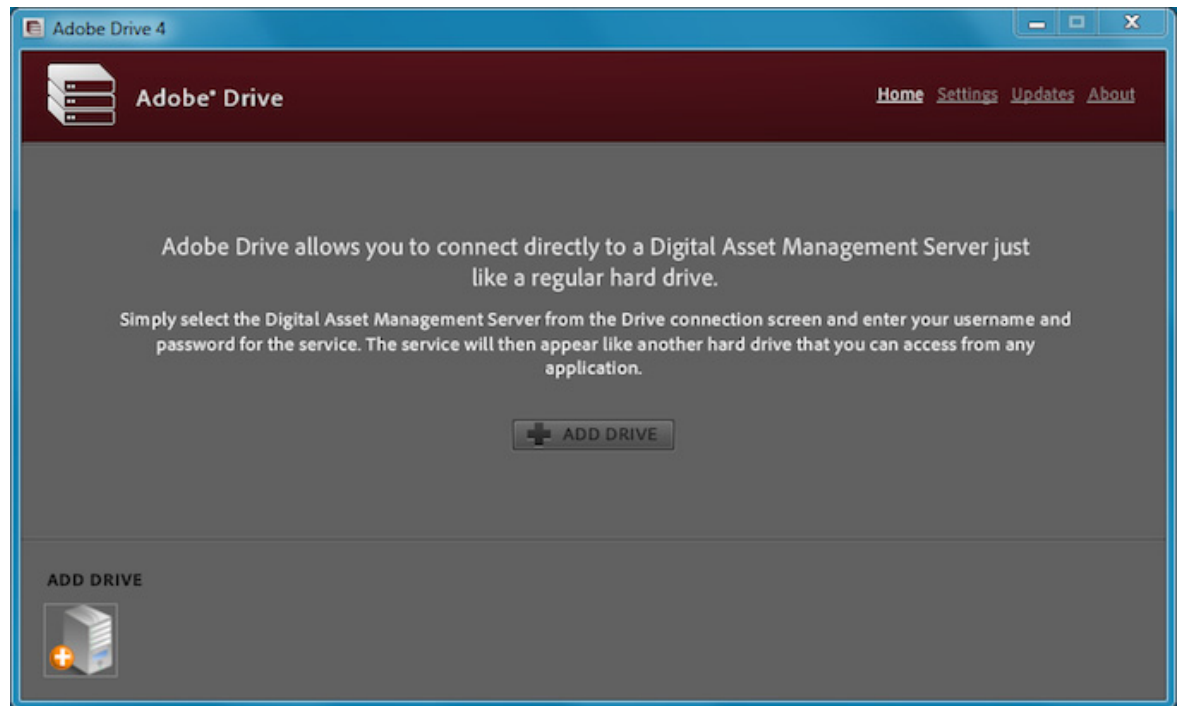 Adobe Drive 4
Adobe® Drive
Home Settings Updates About
Adobe Drive allows you to connect directly to a Digital Asset Management Server just
like a regular hard drive.
Simply select the Digital Asset Management Server from the Drive connection screen and enter your username and
password for the service. The service will then appear like another hard drive that you can access from any
application.
ADD DRIVE
ADD DRIVE